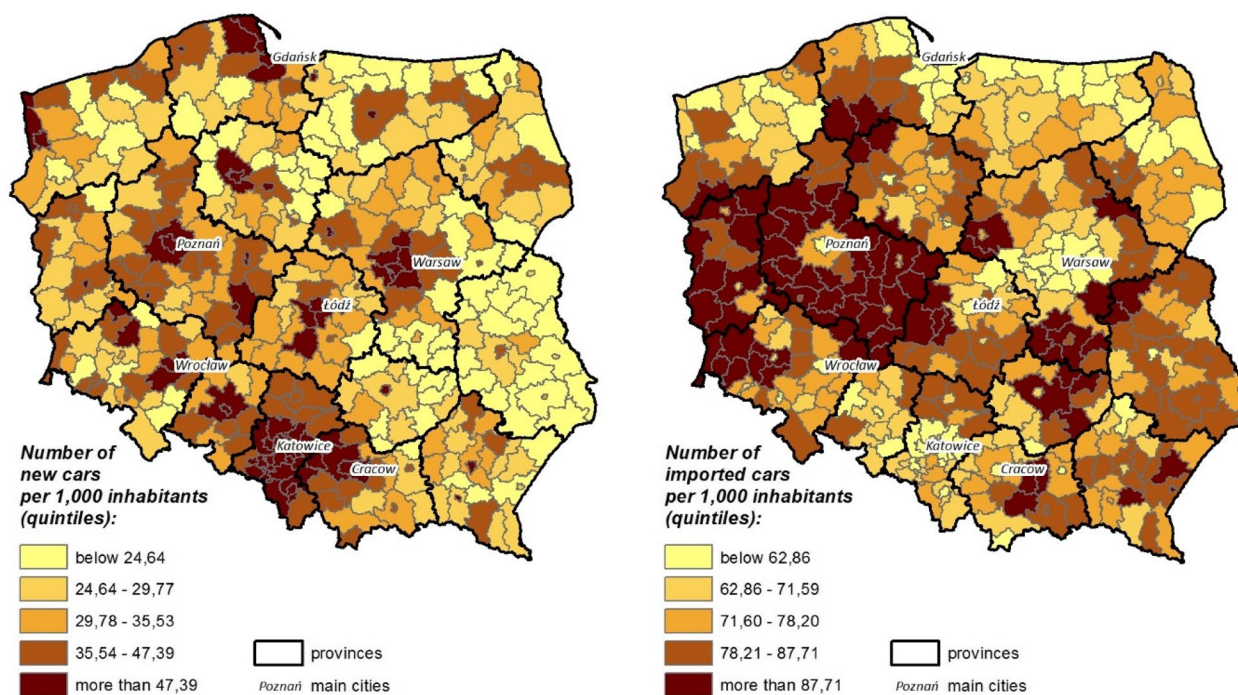 Gdańsk
Poznań
Warsaw
Łódź
Wrocław
Katowice
Cracow
Number of
new cars
per 1,000 inhabitants
(quintiles):
below 24,64
24,64 - 29,77
29,78 - 35,53
35,54 - 47,39
more than 47,39
provinces
Poznań main cities
Gdańsk
Poznań
Warsaw
Łódź
Wrocław
Katowice
Cracow
Number of
imported cars
per 1,000 inhabitants
(quintiles):
below 62,86
62,86 - 71,59
71,60 - 78,20
78,21 - 87,71
more than 87,71
provinces
Poznań main cities